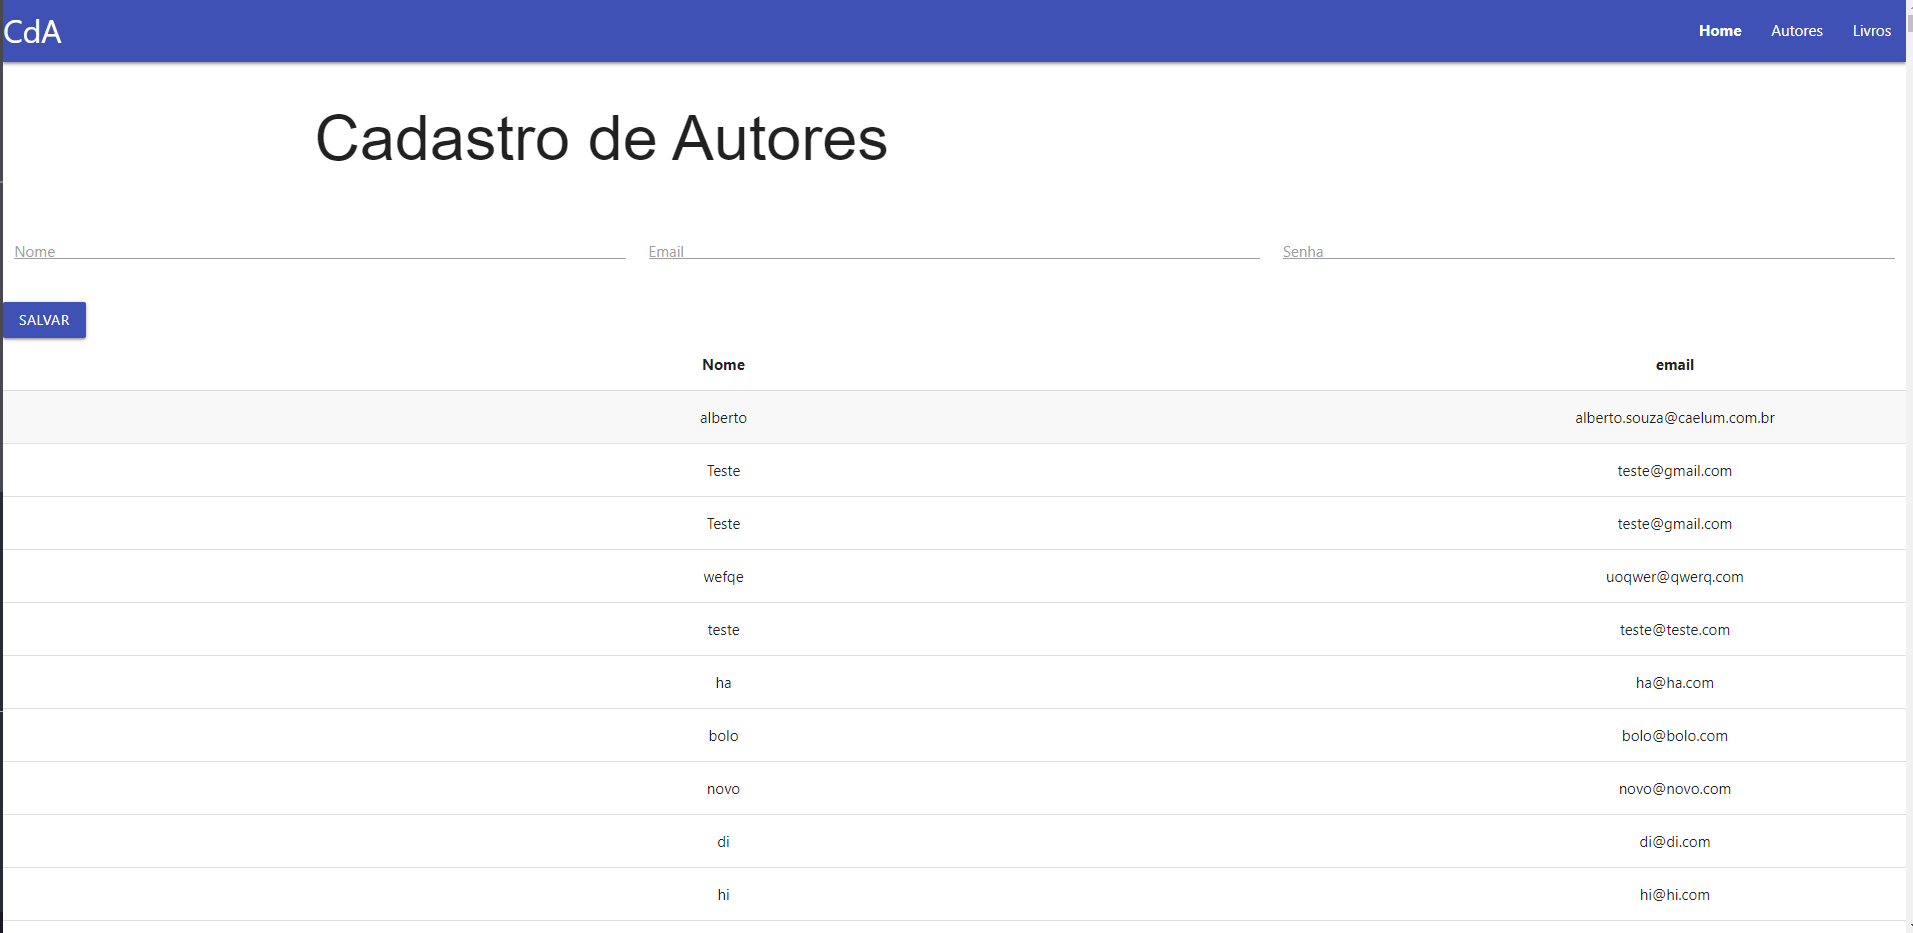 CdA Home Autores Livros
Cadastro de Autores
Nome Email Senha
SALVAR
Nome email
alberto alberto.souza@caelum.com.br
Teste teste@gmail.com
Teste teste@gmail.com
wefqe uoqwer@qwerq.com
teste teste@teste.com
ha ha@ha.com
bolo bolo@bolo.com
novo novo@novo.com
di di@di.com
hi hi@hi.com